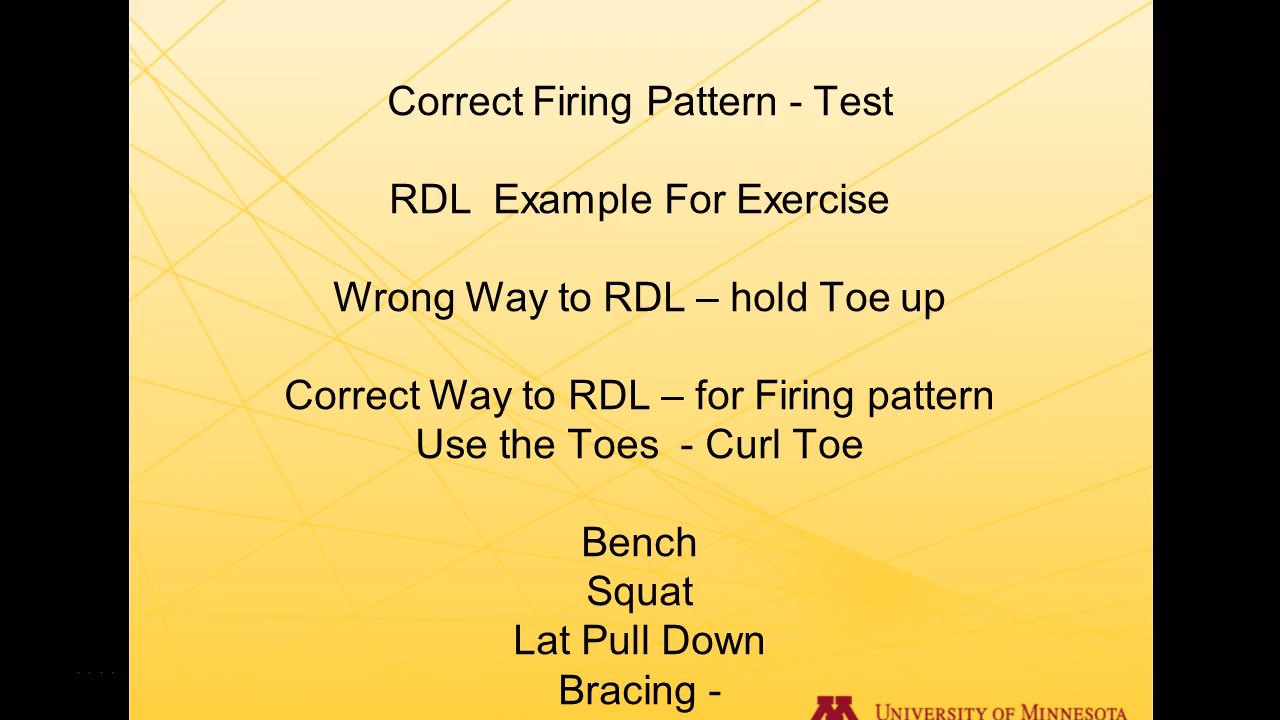 Correct Firing Pattern - Test
RDL Example For Exercise
Wrong Way to RDL – hold Toe up
Correct Way to RDL – for Firing pattern
Use the Toes - Curl Toe
Bench
Squat
Lat Pull Down
Bracing -
UNIVERSITY OF MINNESOTA